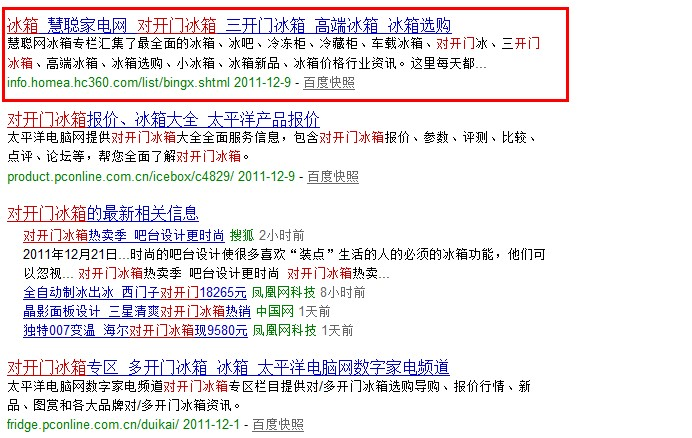 冰箱_慧聪家电网_对开门冰箱_三开门冰箱_高端冰箱_冰箱选购
慧聪网冰箱专栏汇集了最全面的冰箱、冰吧、冷冻柜、冷藏柜、车载冰箱、对开门冰、三开门
冰箱、高端冰箱、冰箱选购、小冰箱、冰箱新品、冰箱价格行业资讯。这里每天都...
info.homea.hc360.com/list/bingx.shtml 2011-12-9 - 百度快照
对开门冰箱报价、冰箱大全_太平洋产品报价
太平洋电脑网提供对开门冰箱大全全面服务信息，包含对开门冰箱报价、参数、评测、比较、
点评、论坛等，帮您全面了解对开门冰箱。
product.pconline.com.cn/icebox/c4829/ 2011-12-9 - 百度快照
对开门冰箱的最新相关信息
对开门冰箱热卖季 吧台设计更时尚 搜狐 2小时前
2011年12月21日...时尚的吧台设计使很多喜欢“装点”生活的人的必须的冰箱功能，他们可
以忽视... 对开门冰箱热卖季 吧台设计更时尚 对开门冰箱热卖...
全自动制冰出冰 西门子对开门18265元 凤凰网科技 8小时前
晶影面板设计 三星清爽对开门冰箱热销 中国网 1天前
独特007变温 海尔对开门冰箱现9580元 凤凰网科技 1天前
对开门冰箱专区_多开门冰箱_冰箱_太平洋电脑网数字家电频道
太平洋电脑网数字家电频道对开门冰箱专区栏目提供对/多开门冰箱选购导购、报价行情、新
品、图赏和各大品牌对/多开门冰箱资讯。
fridge.pconline.com.cn/duikai/ 2011-12-1 - 百度快照